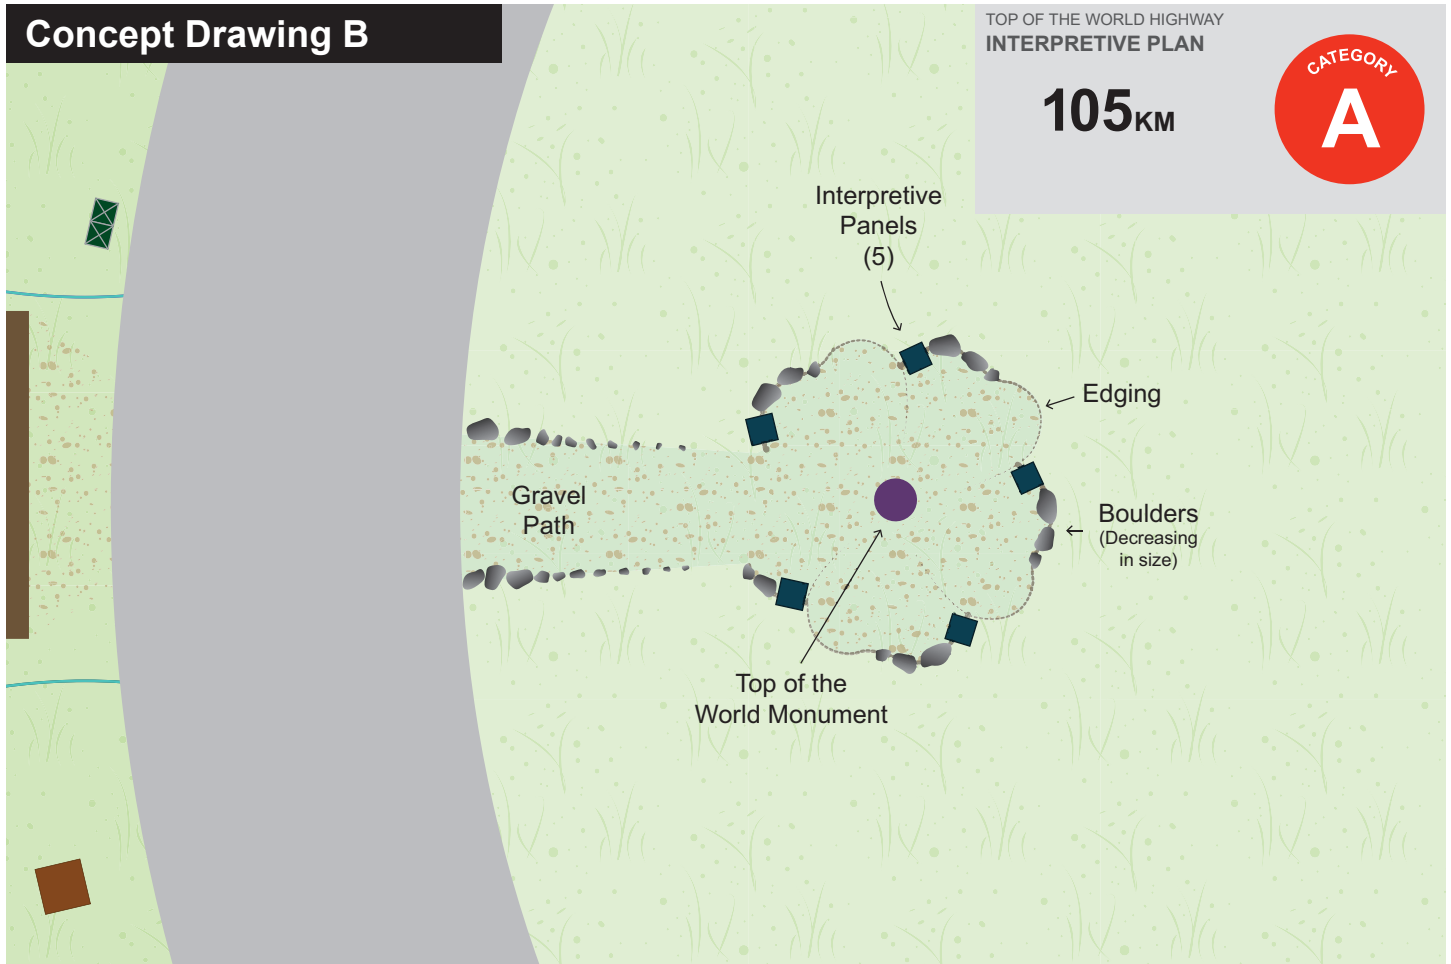 Concept Drawing B
TOP OF THE WORLD HIGHWAY
INTERPRETIVE PLAN
105KM
CATEGORY
A
Interpretive
Panels
(5)
Edging
Gravel
Path
Boulders
(Decreasing
in size)
Top of the
World Monument